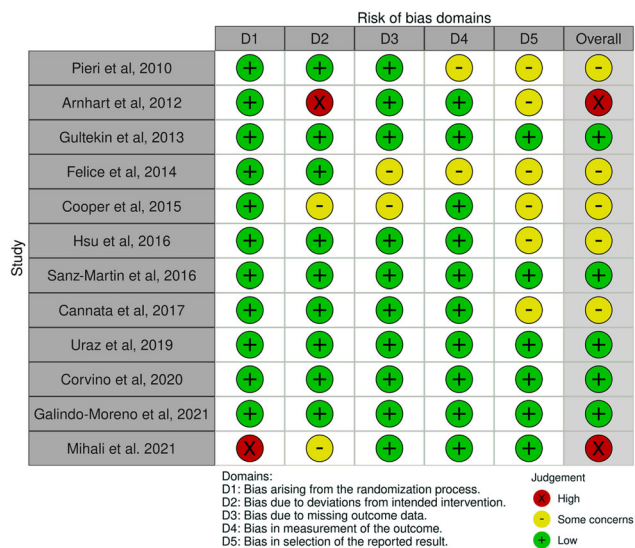 Risk of bias domains
D1 D2 D3 D4 D5 Overall
Study
Pieri et al, 2010 + + + - - -
Arnhart et al, 2012 + X + + - X
Gultekin et al, 2013 + + + + + +
Felice et al, 2014 + + - - - -
Cooper et al, 2015 + - - + - -
Hsu et al, 2016 + + + + - -
Sanz-Martin et al, 2016 + + + + + +
Cannata et al, 2017 + + + + - -
Uraz et al, 2019 + + + + + +
Corvino et al, 2020 + + + + + +
Galindo-Moreno et al, 2021 + + + + + +
Mihali et al. 2021 X - + + + X
Domains:
D1: Bias arising from the randomization process.
D2: Bias due to deviations from intended intervention.
D3: Bias due to missing outcome data.
D4: Bias in measurement of the outcome.
D5: Bias in selection of the reported result.
Judgement
X High
- Some concerns
+ Low